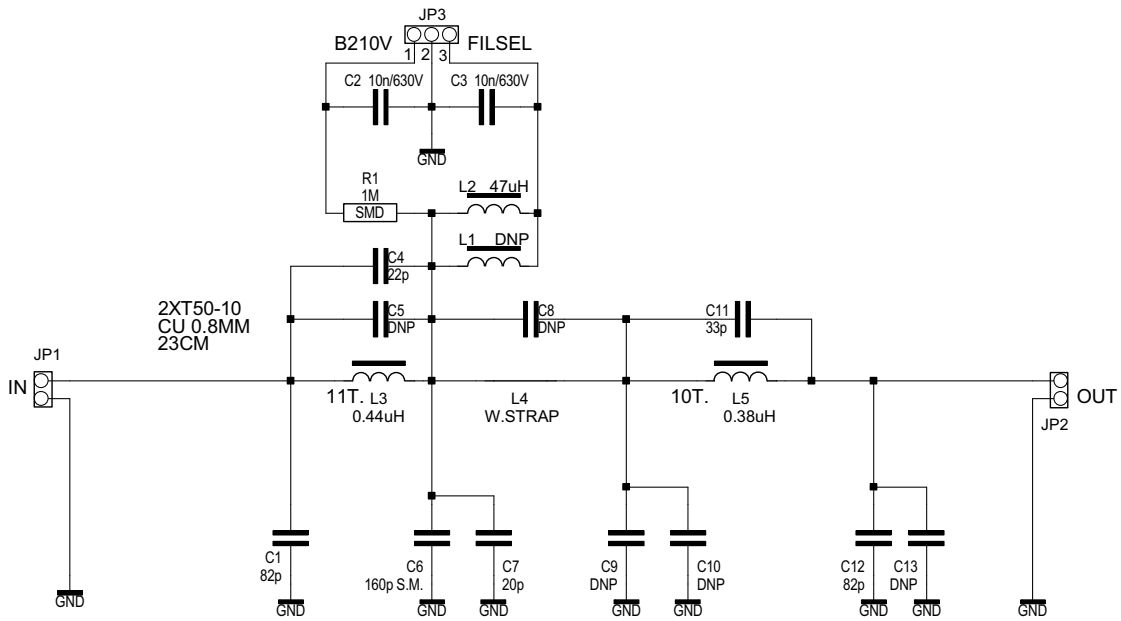 JP3
B210V
FILSEL
1 2 3
C2 10n/630V
C3 10n/630V
GND
R1
1M
SMD
L2 47uH
L1 DNP
C4
22p
2XT50-10
CU 0.8MM
23CM
C5
DNP
C8
DNP
C11
33p
JP1
IN
11T.
L3
0.44uH
L4
W.STRAP
10T.
L5
0.38uH
OUT
JP2
C1
82p
C6
160p S.M.
C7
20p
C9
DNP
C10
DNP
C12
82p
C13
DNP
GND
GND
GND
GND
GND
GND
GND
GND
GND